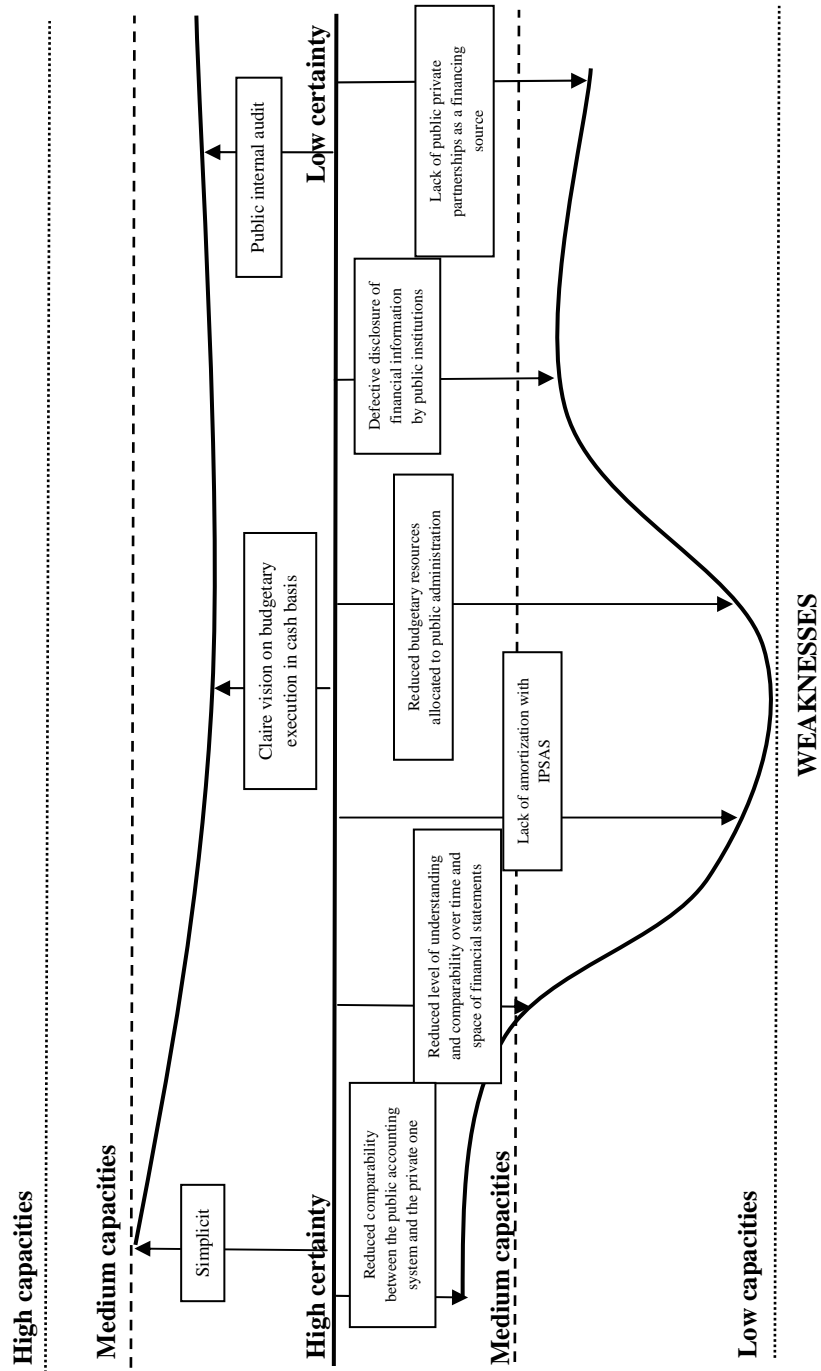 High capacities
Medium capacities
Simplicit
Claire vision on budgetary
execution in cash basis
Public internal audit
High certainty
Low certainty
Reduced comparability
between the public accounting
system and the private one
Reduced level of understanding
and comparability over time and
space of financial statements
Lack of amortization with
IPSAS
Reduced budgetary resources
allocated to public administration
Defective disclosure of
financial information
by public institutions
Lack of public private
partnerships as a financing
source
Medium capacities
Low capacities
WEAKNESSES